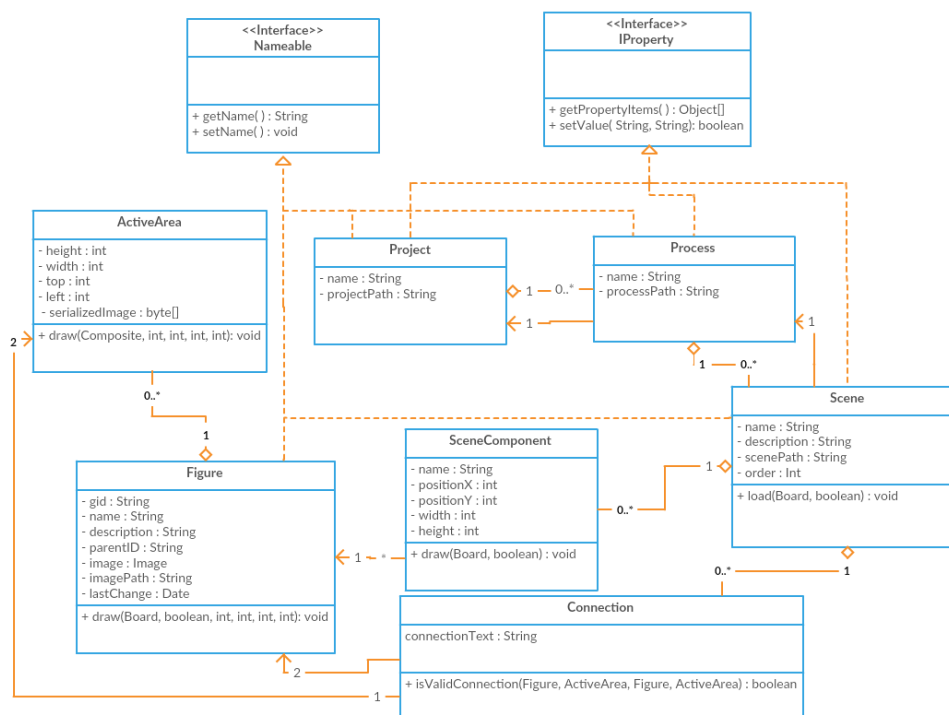 <<Interface>>
Nameable
+ getName( ) : String
+ setName( ) : void
<<Interface>>
IProperty
+ getPropertyItems( ) : Object[]
+ setValue( String, String): boolean
ActiveArea
- height : int
- width : int
- top : int
- left : int
- serializedImage : byte[]
+ draw(Composite, int, int, int, int): void
Project
- name : String
- projectPath : String
Process
- name : String
- processPath : String
1
0..*
1
1
2
0..*
1
1
0..*
Scene
- name : String
- description : String
- scenePath : String
- order : Int
+ load(Board, boolean) : void
SceneComponent
- name : String
- positionX : int
- positionY : int
- width : int
- height : int
+ draw(Board, boolean) : void
1
0..*
Figure
- gid : String
- name : String
- description : String
- parentID : String
- image : Image
- imagePath : String
- lastChange : Date
+ draw(Board, boolean, int, int, int, int): void
1
*
0..*
1
Connection
connectionText : String
+ isValidConnection(Figure, ActiveArea, Figure, ActiveArea) : boolean
2
1